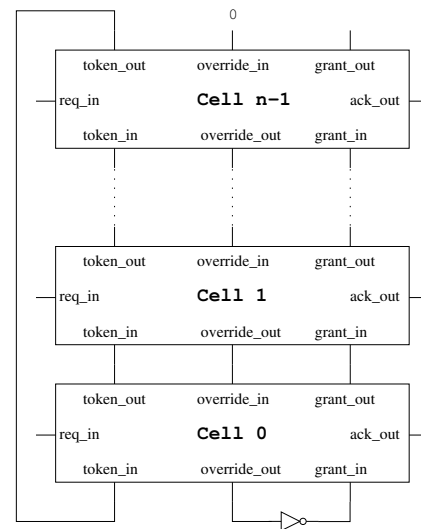 0
token_out override_in grant_out
req_in Cell n-1 ack_out
token_in override_out grant_in
token_out override_in grant_out
req_in Cell 1 ack_out
token_in override_out grant_in
token_out override_in grant_out
req_in Cell 0 ack_out
token_in override_out grant_in